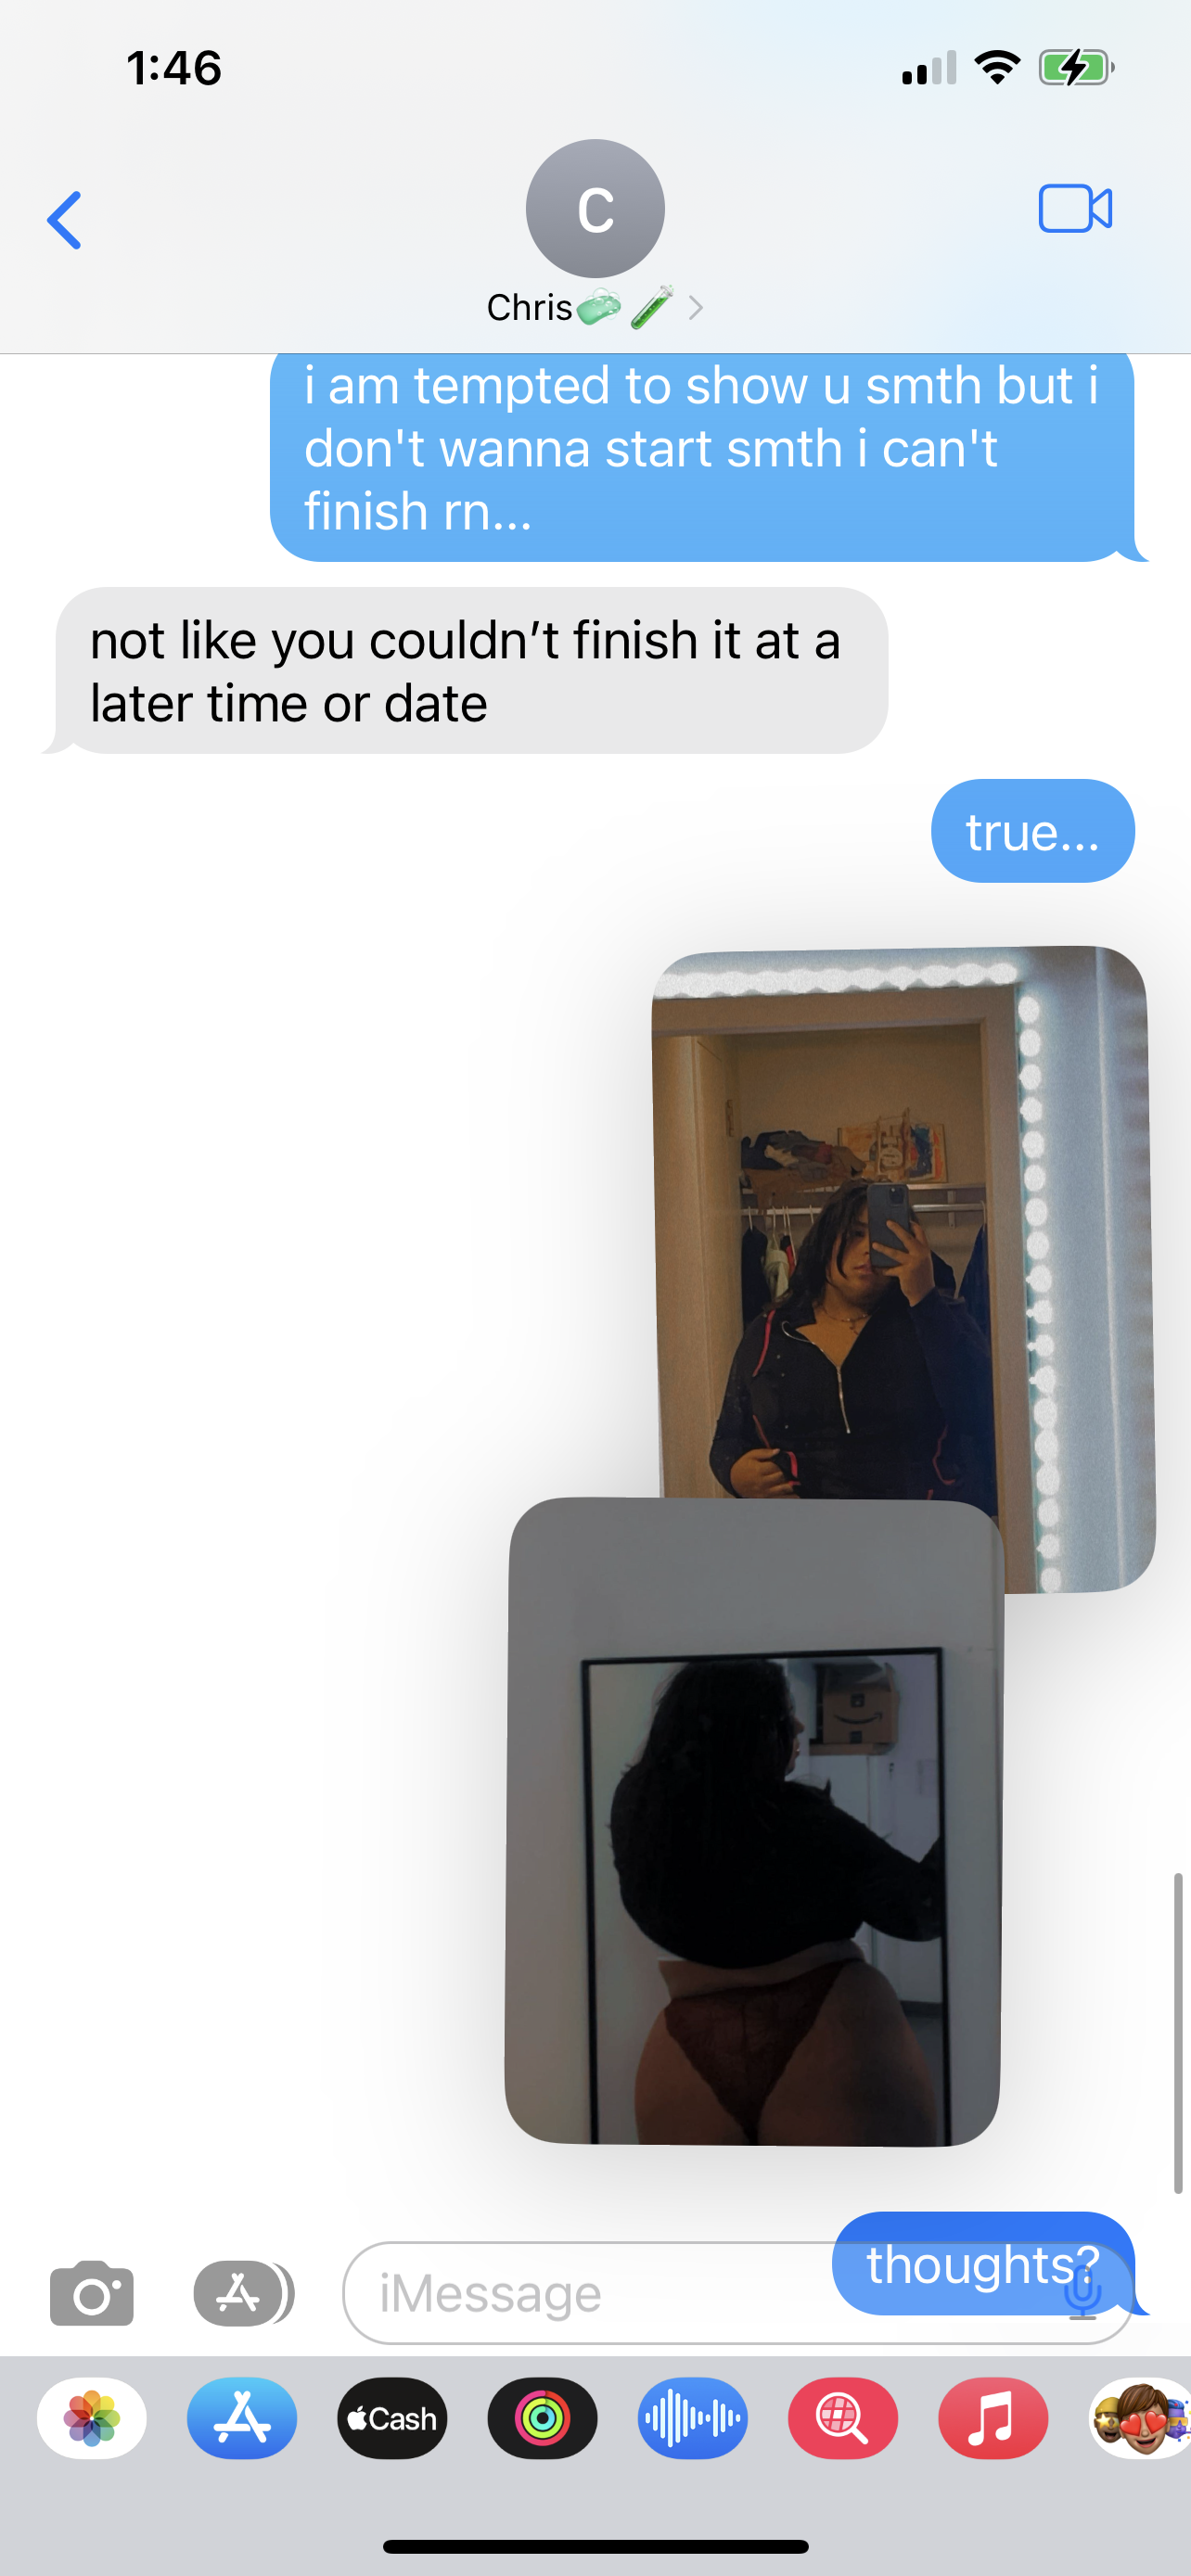 1:46
C
Chris🧼🧪
i am tempted to show u smth but i
don't wanna start smth i can't
finish rn...
not like you couldn’t finish it at a
later time or date
true...
thoughts?
iMessage
Cash